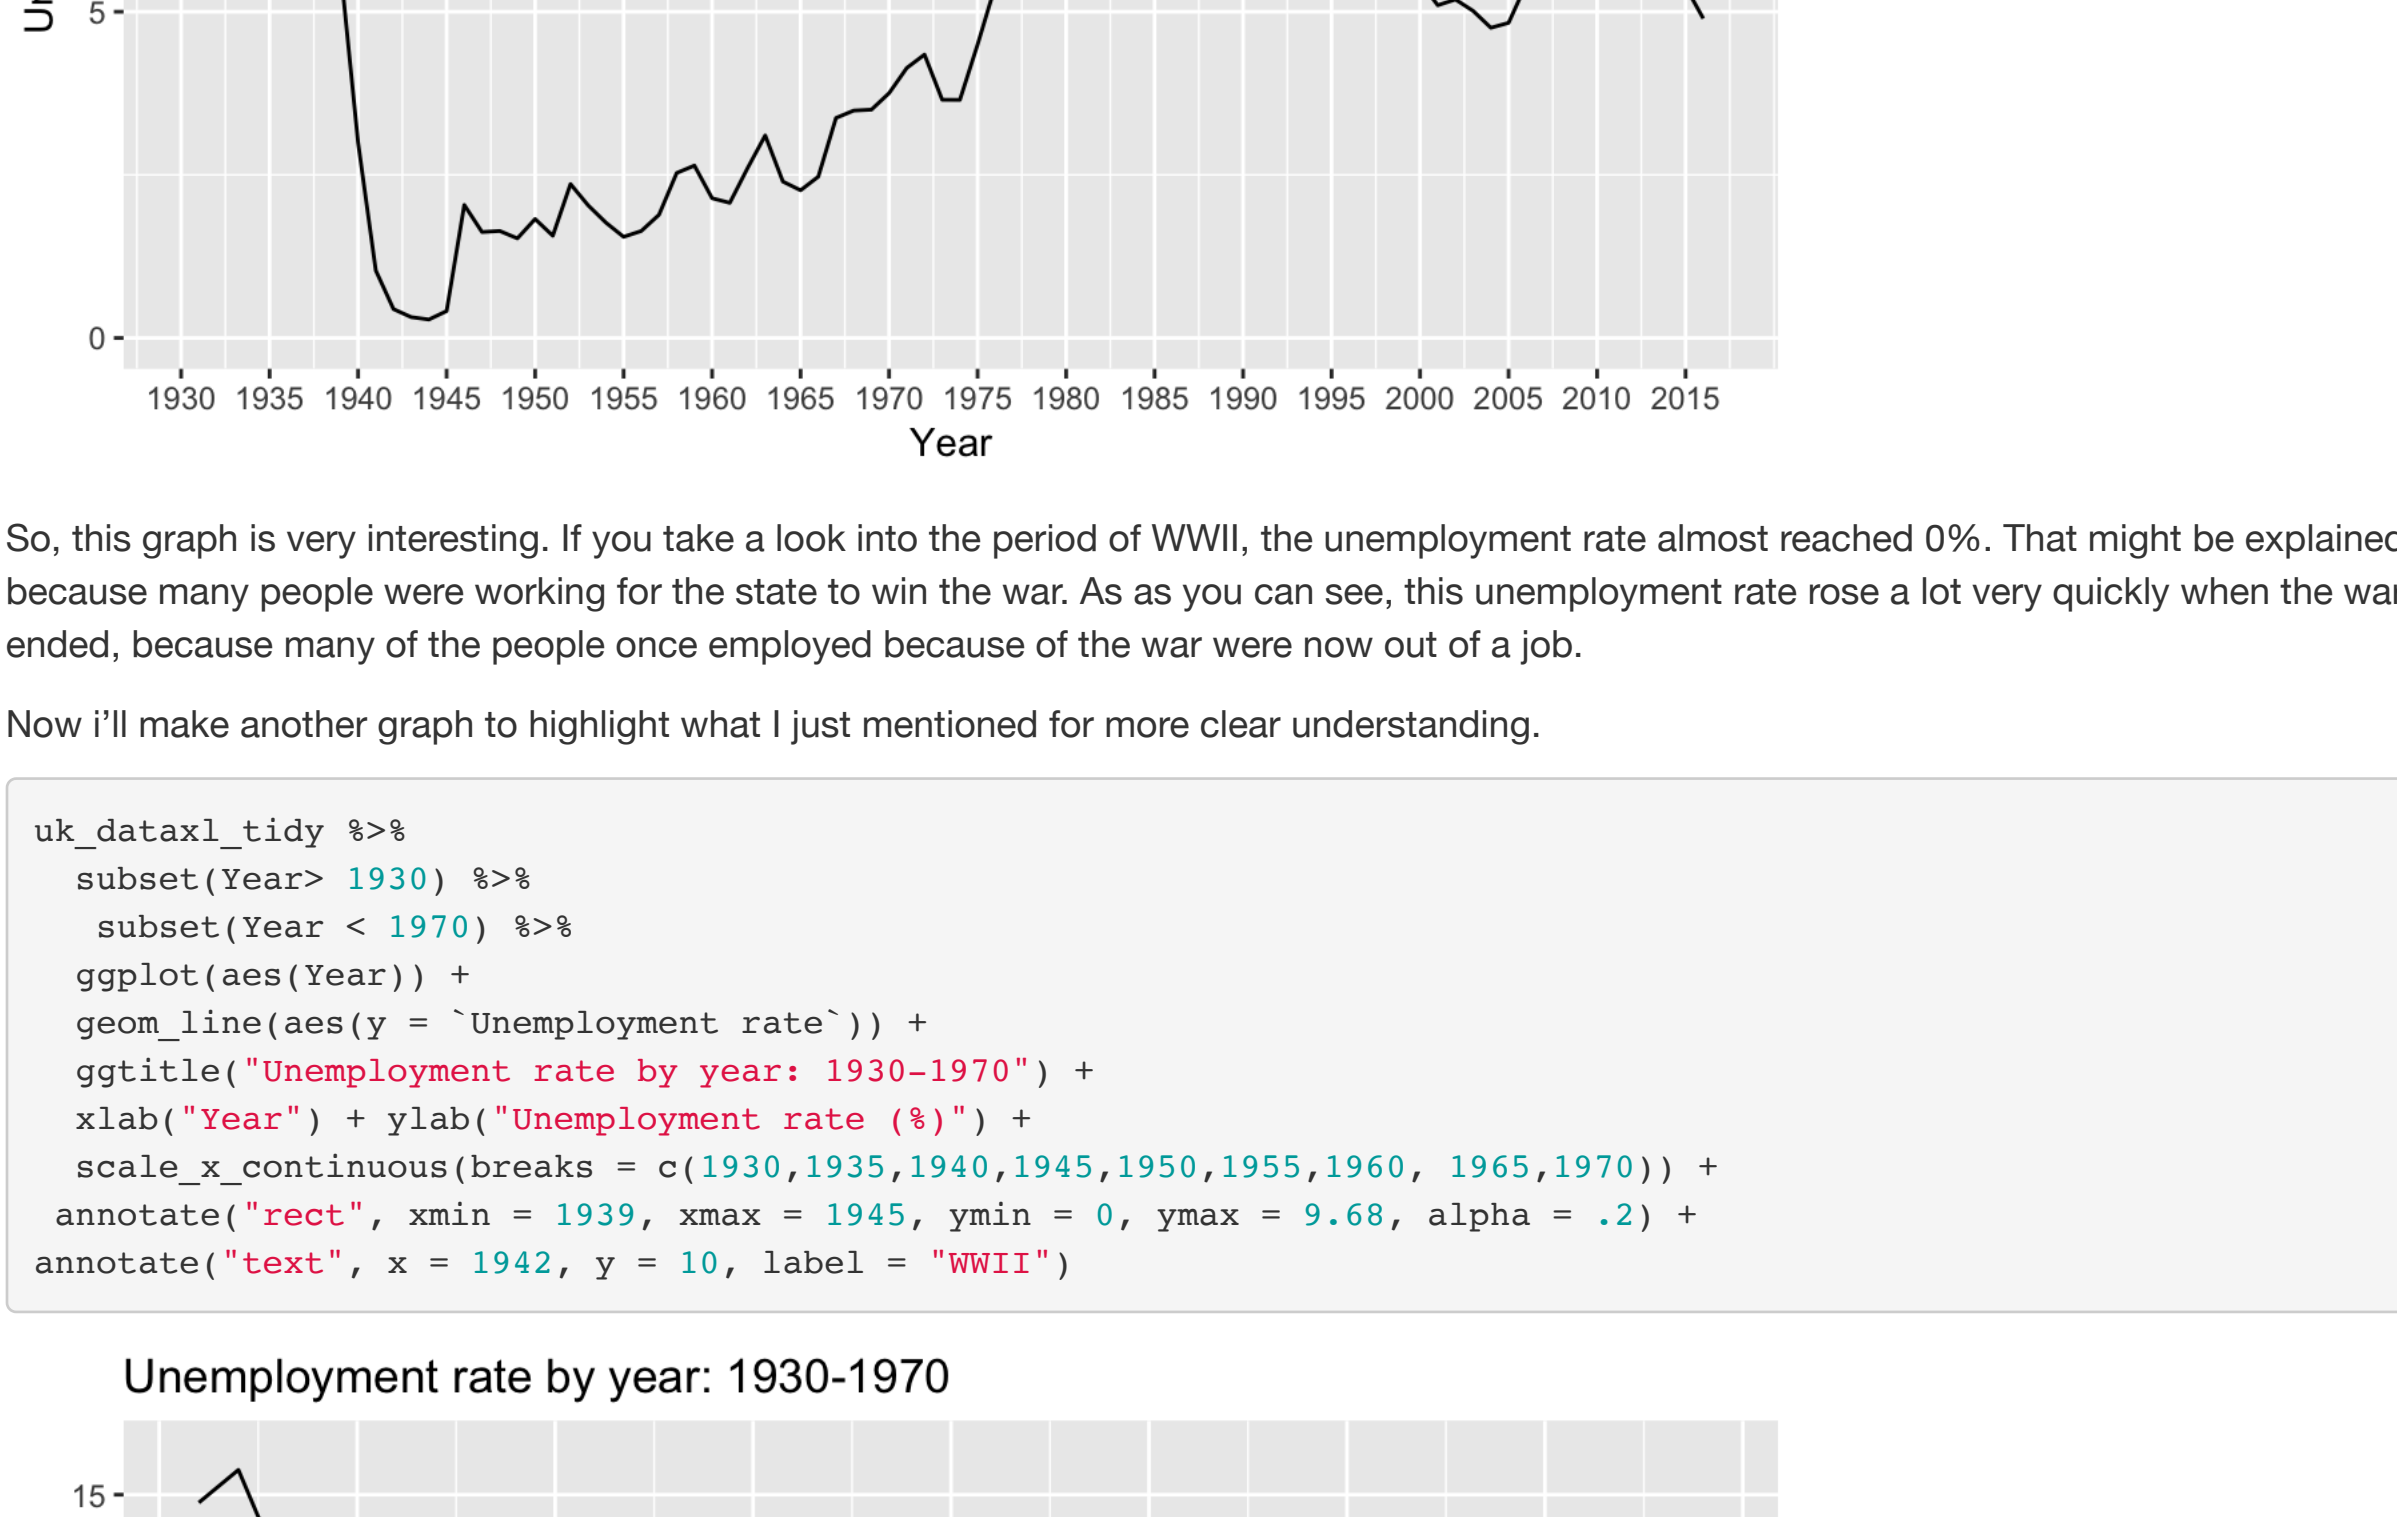 Un
5
0
1930 1935 1940 1945 1950 1955 1960 1965 1970 1975 1980 1985 1990 1995 2000 2005 2010 2015
Year
So, this graph is very interesting. If you take a look into the period of WWII, the unemployment rate almost reached 0%. That might be explained
because many people were working for the state to win the war. As as you can see, this unemployment rate rose a lot very quickly when the war
ended, because many of the people once employed because of the war were now out of a job.
Now i’ll make another graph to highlight what I just mentioned for more clear understanding.
uk_dataxl_tidy %>%
  subset(Year> 1930) %>%
   subset(Year < 1970) %>%
  ggplot(aes(Year)) +
  geom_line(aes(y = `Unemployment rate`)) +
  ggtitle("Unemployment rate by year: 1930-1970") +
  xlab("Year") + ylab("Unemployment rate (%)") +
  scale_x_continuous(breaks = c(1930,1935,1940,1945,1950,1955,1960, 1965,1970)) +
 annotate("rect", xmin = 1939, xmax = 1945, ymin = 0, ymax = 9.68, alpha = .2) +
annotate("text", x = 1942, y = 10, label = "WWII")
Unemployment rate by year: 1930-1970
15